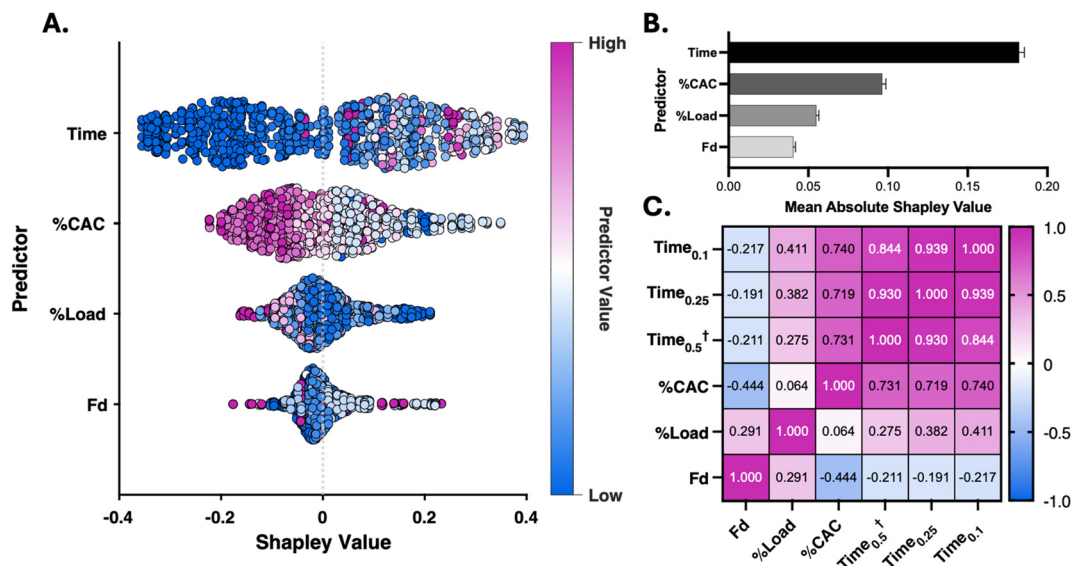 A.
Predictor
Time
%CAC
%Load
Fd
-0.4
-0.2
0
0.2
0.4
Shapley Value
High
Predictor Value
Low
B.
Predictor
Time
%CAC
%Load
Fd
0.00
0.05
0.10
0.15
0.20
Mean Absolute Shapley Value
C.
Time0.1 -0.217 0.411 0.740 0.844 0.939 1.000
Time0.25 -0.191 0.382 0.719 0.930 1.000 0.939
Time0.5† -0.211 0.275 0.731 1.000 0.930 0.844
%CAC -0.444 0.064 1.000 0.731 0.719 0.740
%Load 0.291 1.000 0.064 0.275 0.382 0.411
Fd 1.000 0.291 -0.444 -0.211 -0.191 -0.217
Fd %Load %CAC Time0.5† Time0.25 Time0.1
1.0
0.5
0
-0.5
-1.0